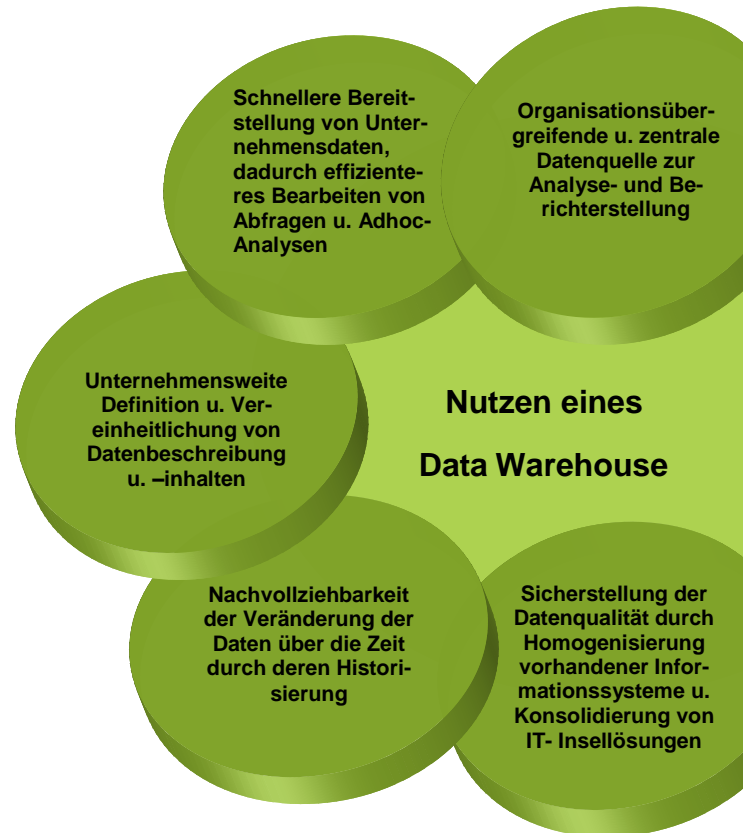 Schnellere Bereit-
stellung von Unter-
nehmensdaten,
dadurch effiziente-
res Bearbeiten von
Abfragen u. Adhoc-
Analysen
Organisationsüber-
greifende u. zentrale
Datenquelle zur
Analyse- und Be-
richterstellung
Unternehmensweite
Definition u. Ver-
einheitlichung von
Datenbeschreibung
u. –inhalten
Nutzen eines
Data Warehouse
Nachvollziehbarkeit
der Veränderung der
Daten über die Zeit
durch deren Histori-
sierung
Sicherstellung der
Datenqualität durch
Homogenisierung
vorhandener Infor-
mationssysteme u.
Konsolidierung von
IT- Insellösungen